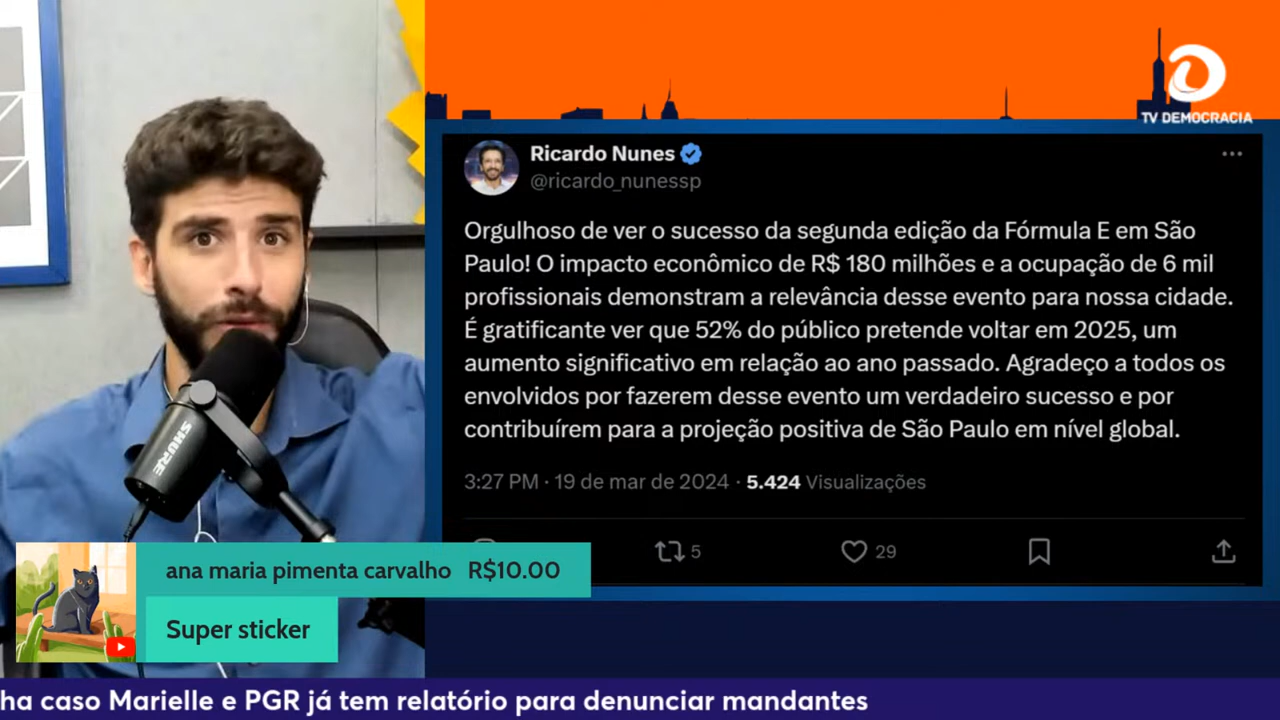 TV DEMOCRACIA
Ricardo Nunes
@ricardo_nunessp
Orgulhoso de ver o sucesso da segunda edição da Fórmula E em São
Paulo! O impacto econômico de R$ 180 milhões e a ocupação de 6 mil
profissionais demonstram a relevância desse evento para nossa cidade.
É gratificante ver que 52% do público pretende voltar em 2025, um
aumento significativo em relação ao ano passado. Agradeço a todos os
envolvidos por fazerem desse evento um verdadeiro sucesso e por
contribuírem para a projeção positiva de São Paulo em nível global.
3:27 PM · 19 de mar de 2024 · 5.424 Visualizações
5 29
SHURE
ana maria pimenta carvalho R$10.00
Super sticker
ha caso Marielle e PGR já tem relatório para denunciar mandantes